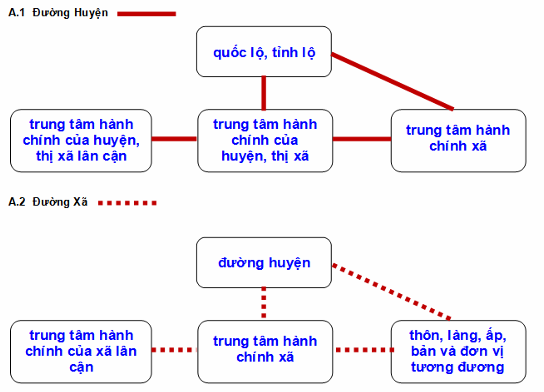 A.1 Đường Huyện
quốc lộ, tỉnh lộ
trung tâm hành
chính của huyện,
thị xã lân cận
trung tâm hành
chính của
huyện, thị xã
trung tâm hành
chính xã
A.2 Đường Xã
đường huyện
trung tâm hành
chính của xã lân
cận
trung tâm hành
chính xã
thôn, làng, ấp,
bản và đơn vị
tương đương